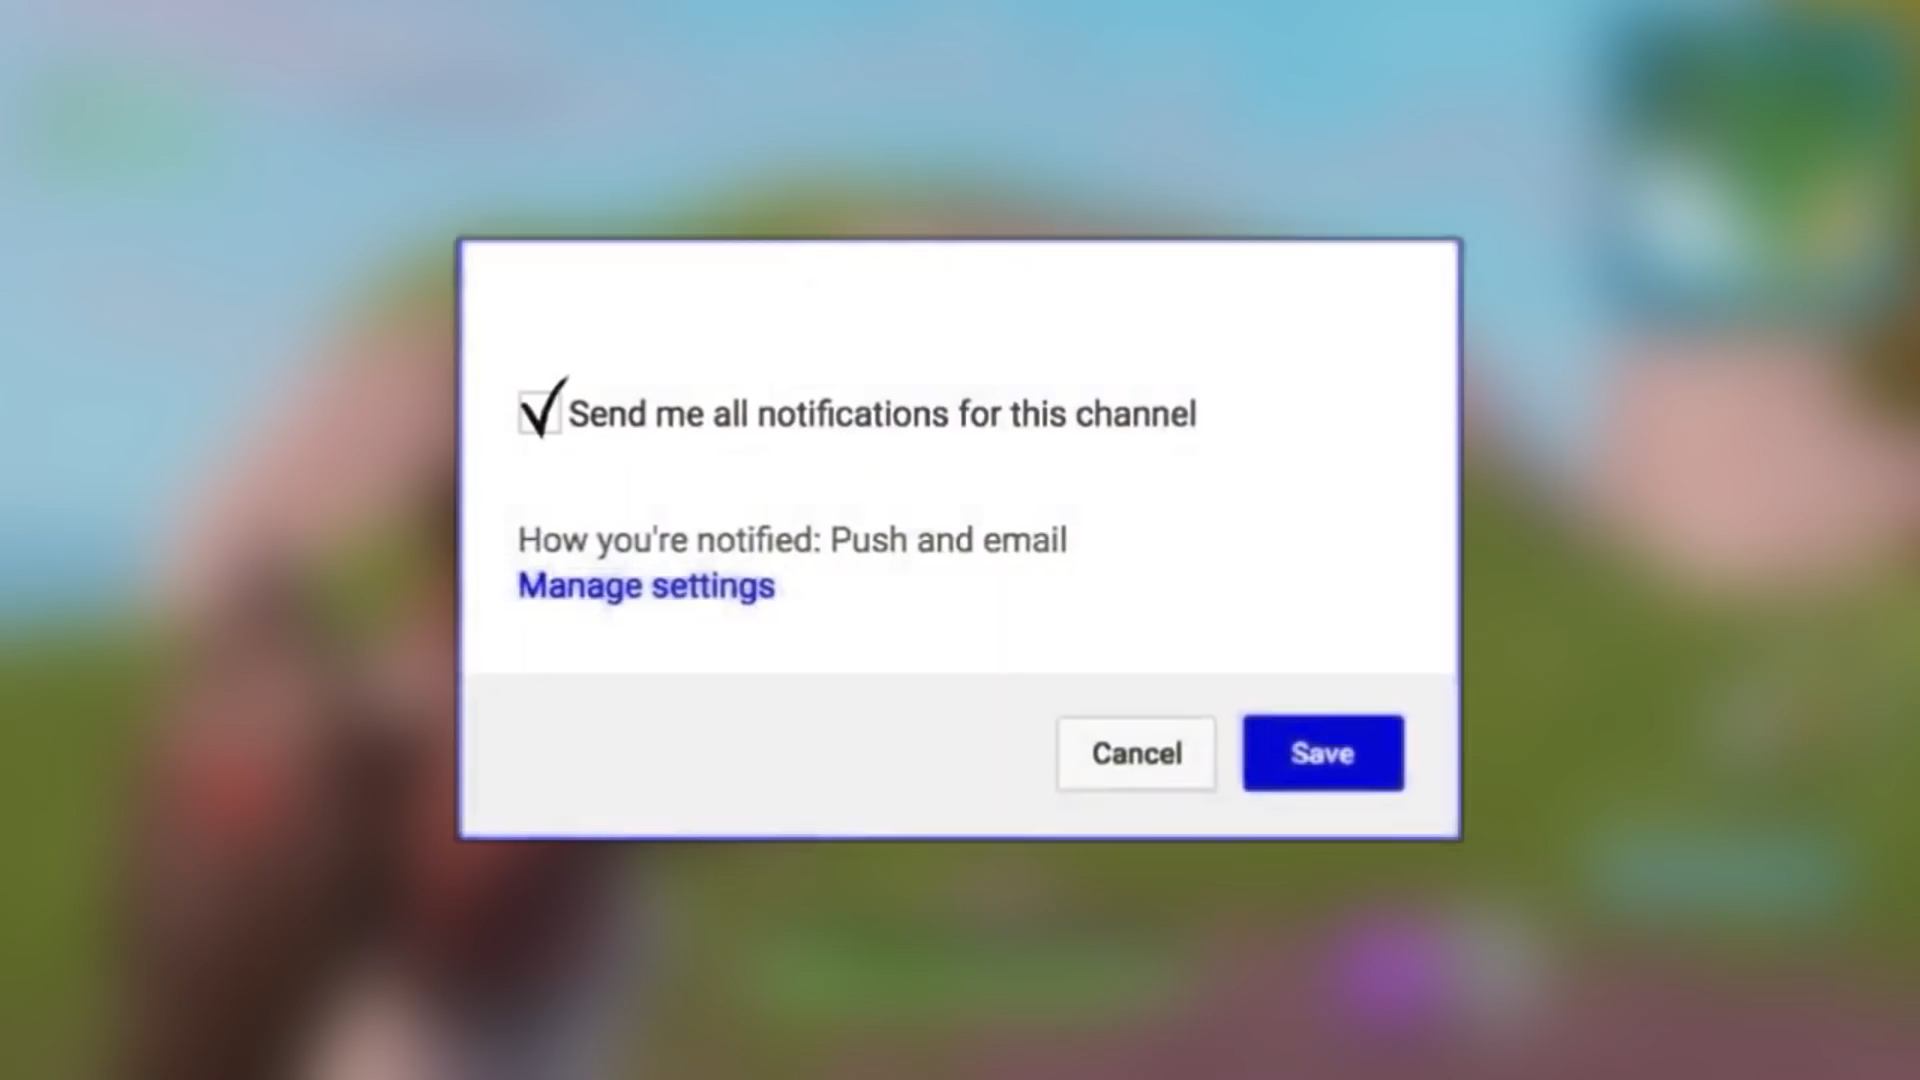 Send me all notifications for this channel
How you're notified: Push and email
Manage settings
Cancel
Save